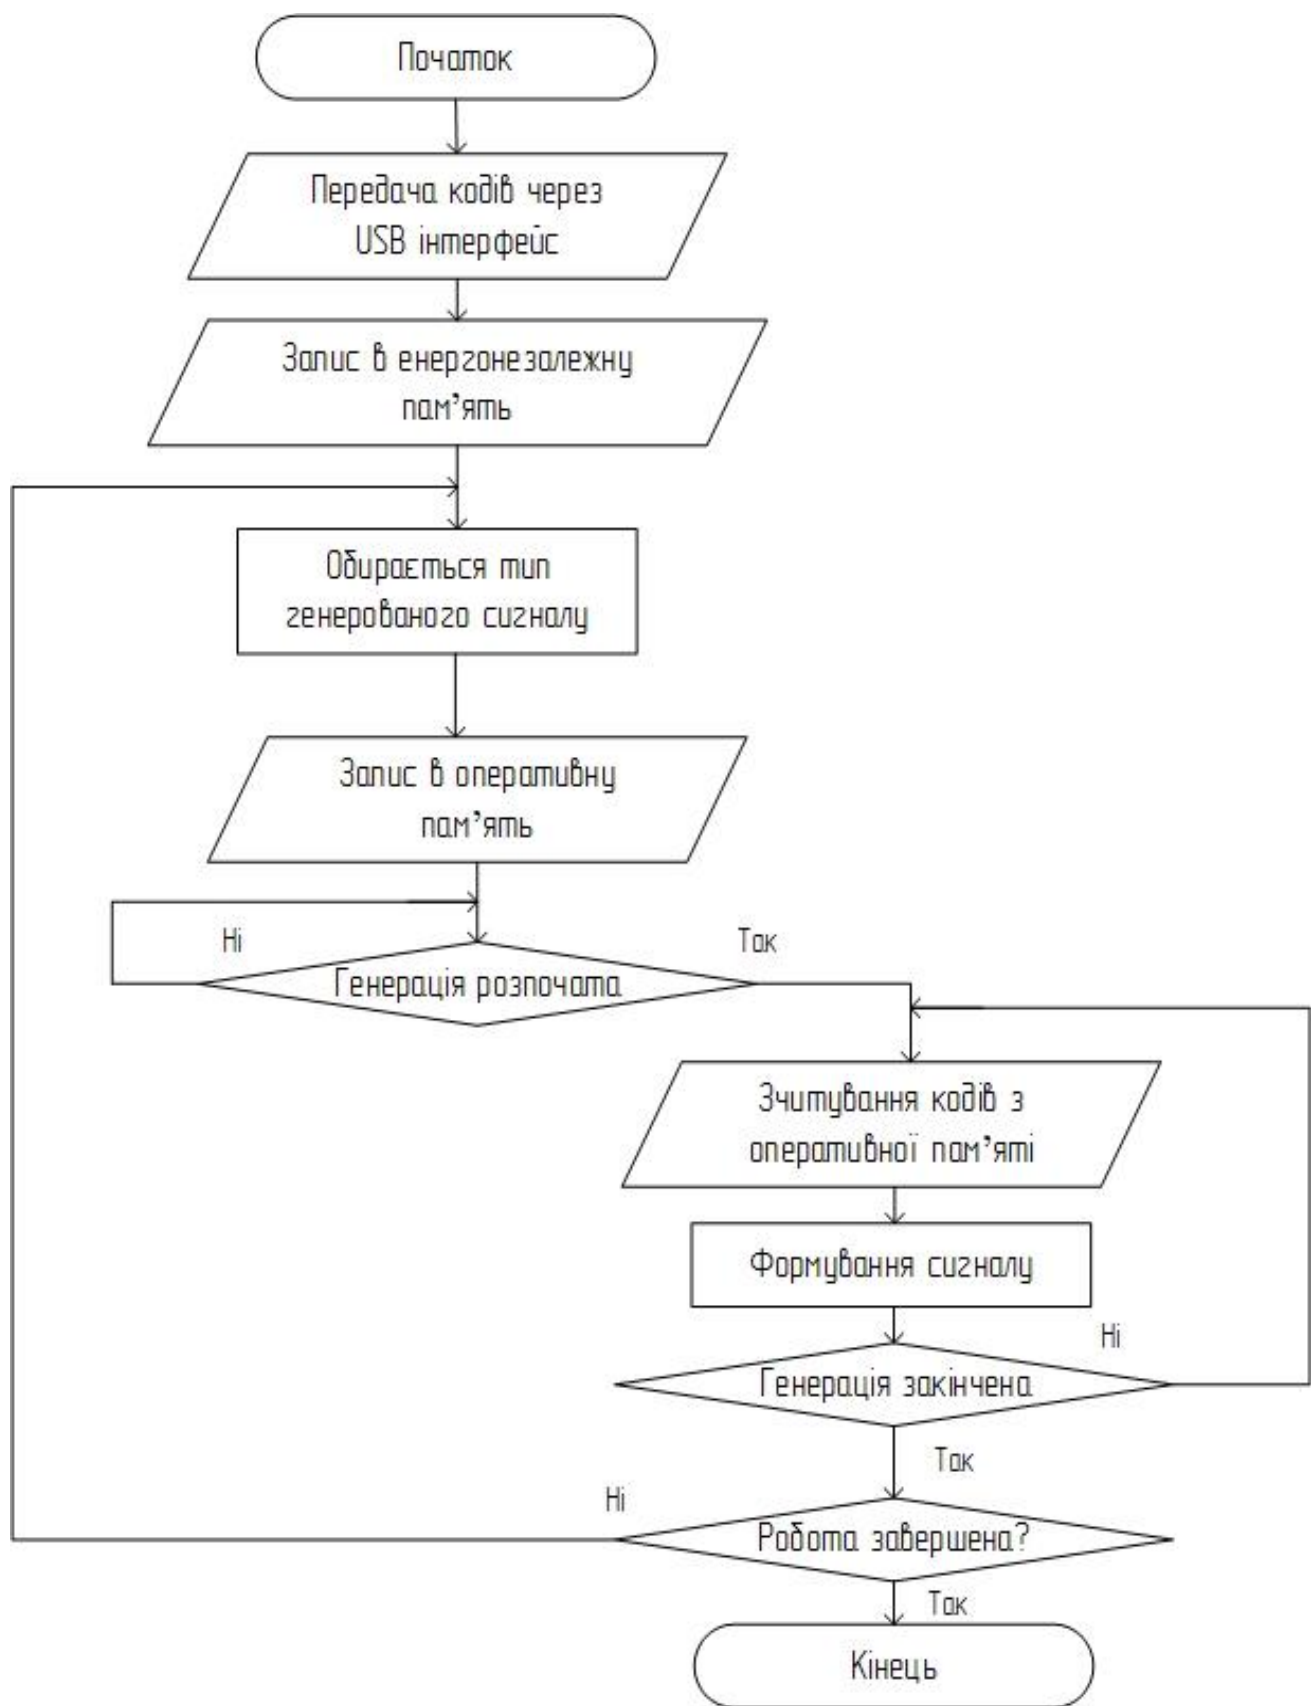 Початок
Передача кодів через
USB інтерфейс
Запис в енергонезалежну
пам'ять
Обирається тип
генерованого сигналу
Запис в оперативну
пам'ять
Ні
Так
Генерація розпочата
Зчитування кодів з
оперативної пам'яті
Формування сигналу
Ні
Генерація закінчена
Так
Ні
Робота завершена?
Так
Кінець